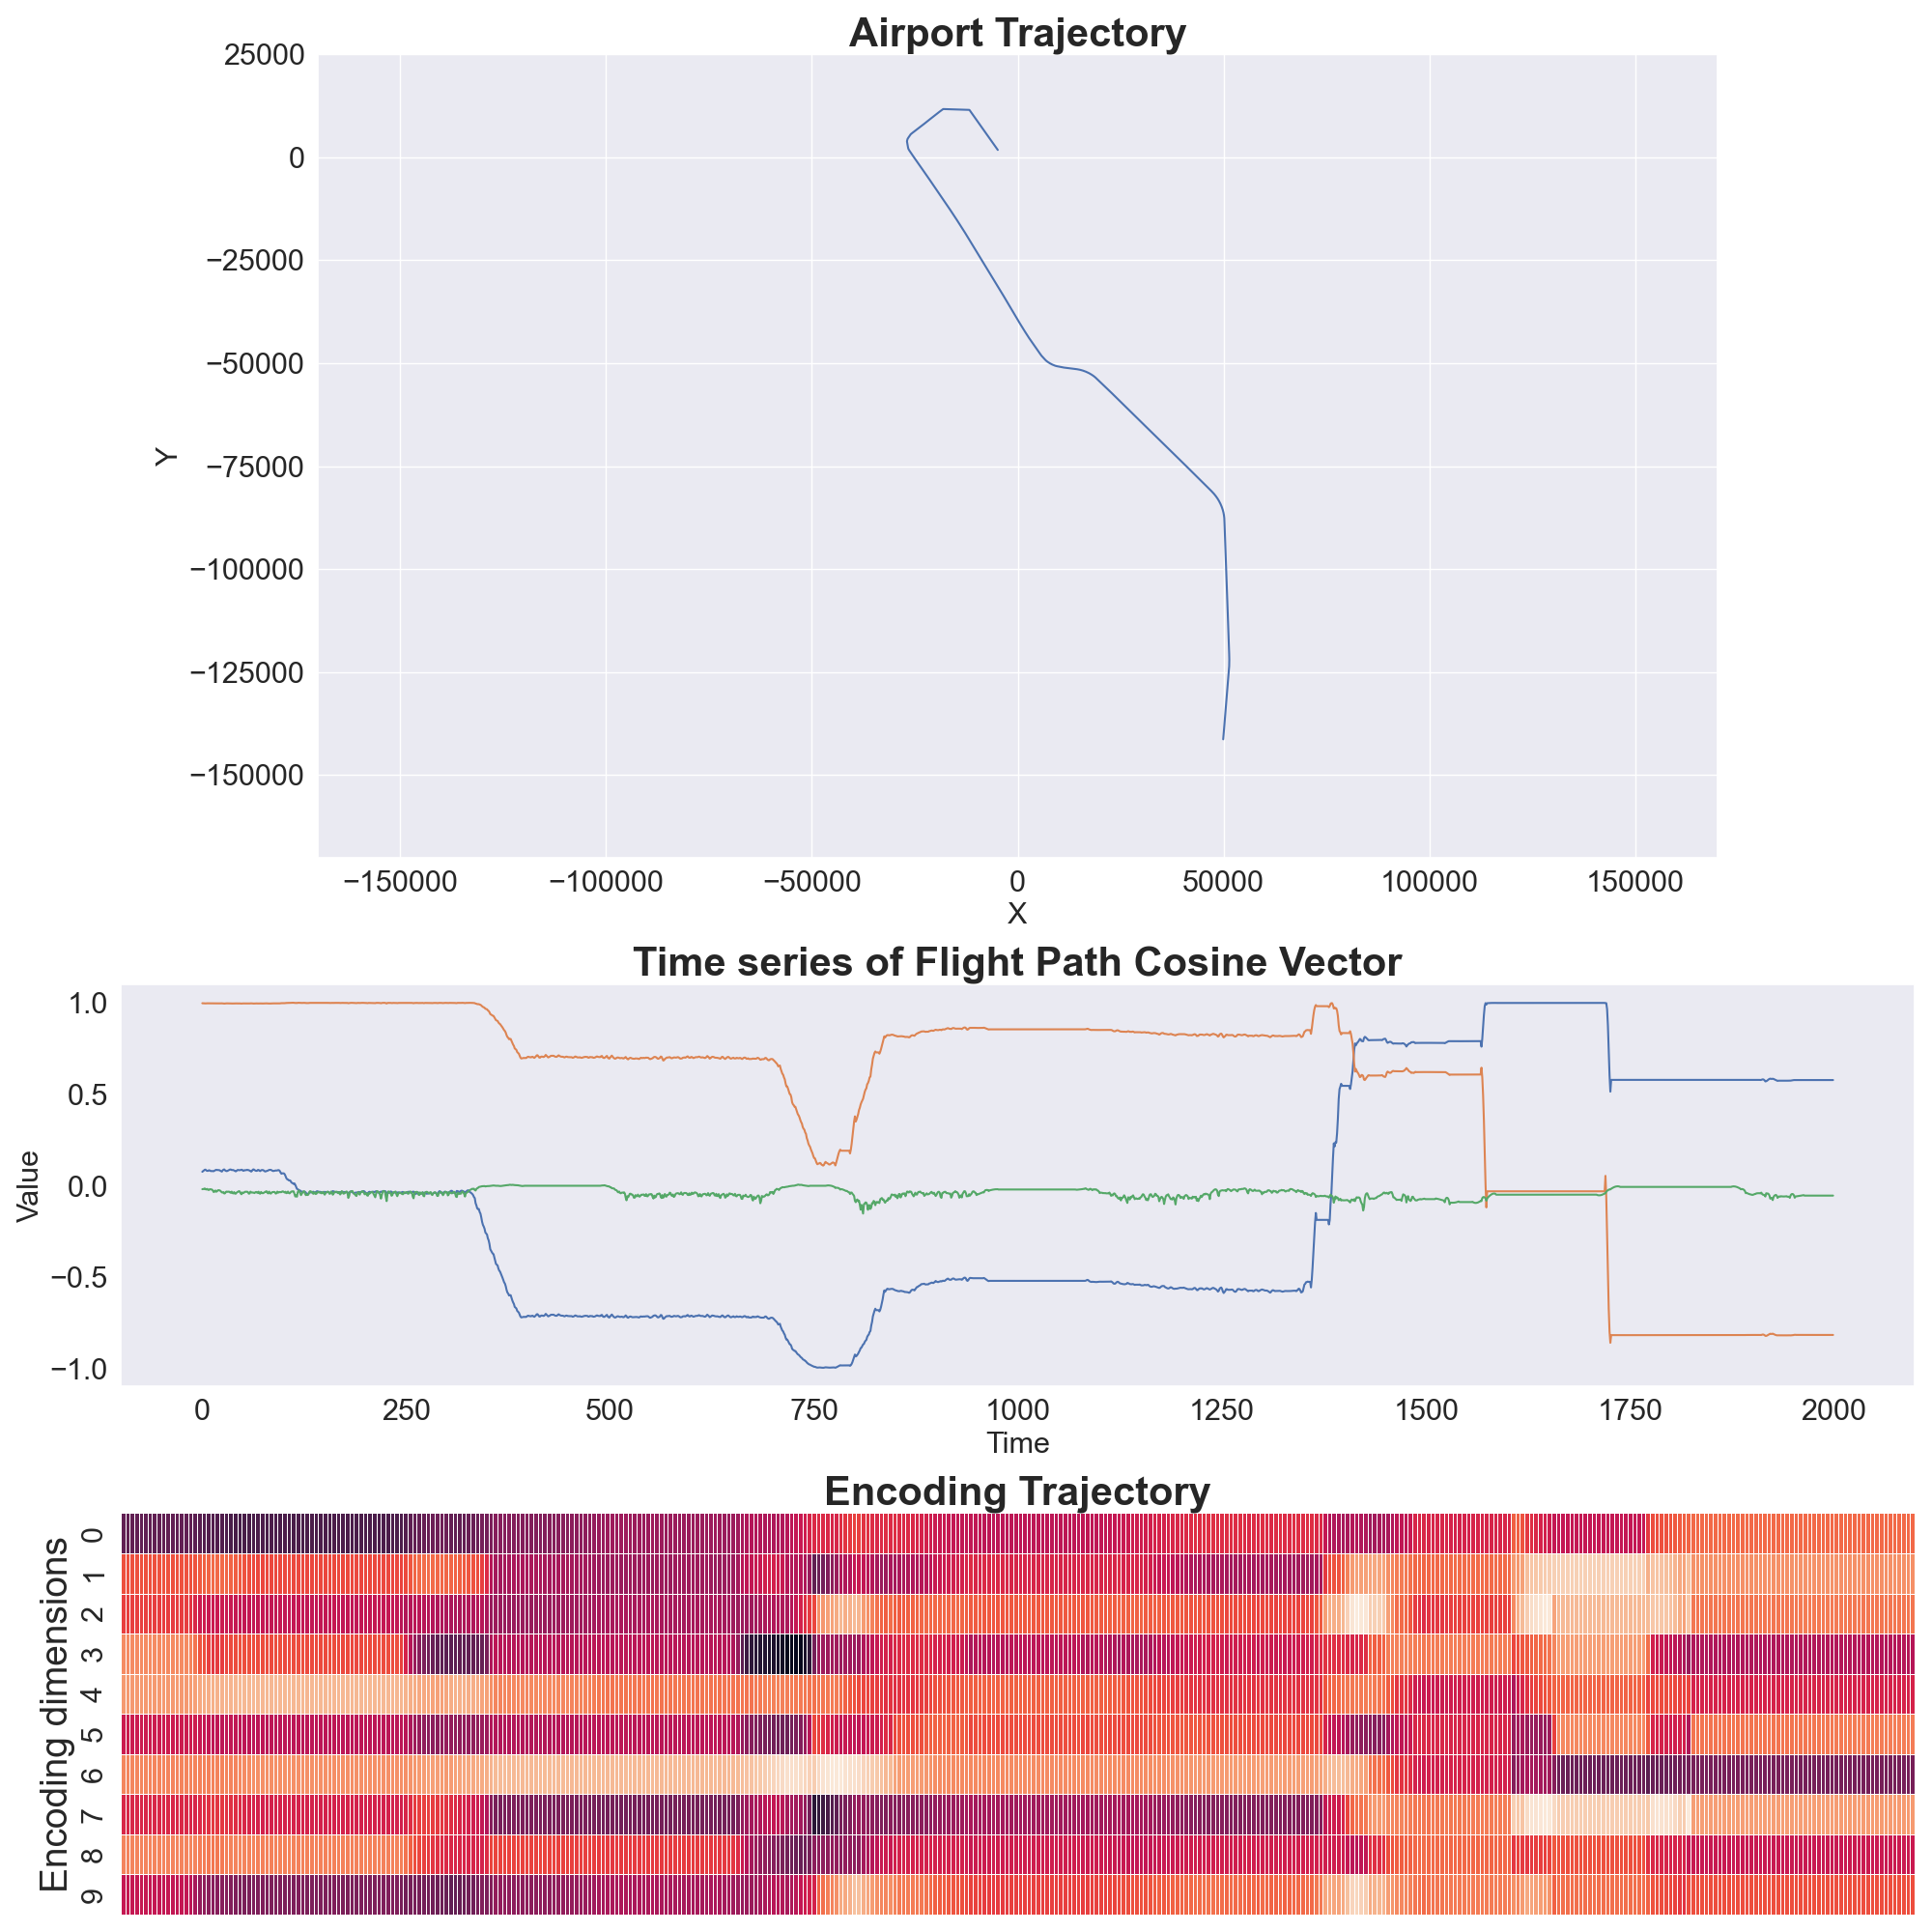 Airport Trajectory
25000
0
−25000
−50000
−75000
−100000
−125000
−150000
Y
−150000 −100000 −50000 0 50000 100000 150000
X
Time series of Flight Path Cosine Vector
1.0
0.5
0.0
−0.5
−1.0
Value
0 250 500 750 1000 1250 1500 1750 2000
Time
Encoding Trajectory
Encoding dimensions
0
1
2
3
4
5
6
7
8
9